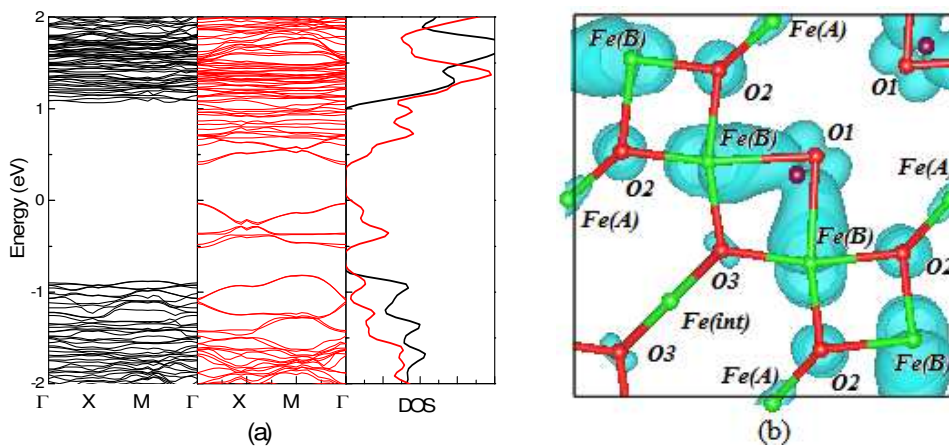 Energy (eV)
2
1
0
-1
-2
Γ X M Γ X M Γ DOS
(a)
Fe(B)
Fe(A)
O2
O1
Fe(B)
O1
O2
Fe(A)
Fe(A)
Fe(B)
O3
O2
Fe(int)
O3
Fe(B)
Fe(A)
O2
(b)